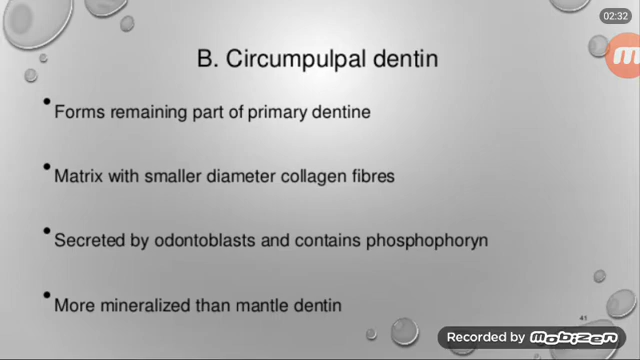 02:32
B. Circumpulpal dentin
• Forms remaining part of primary dentine
• Matrix with smaller diameter collagen fibres
• Secreted by odontoblasts and contains phosphophoryn
• More mineralized than mantle dentin
41
Recorded by mobizen